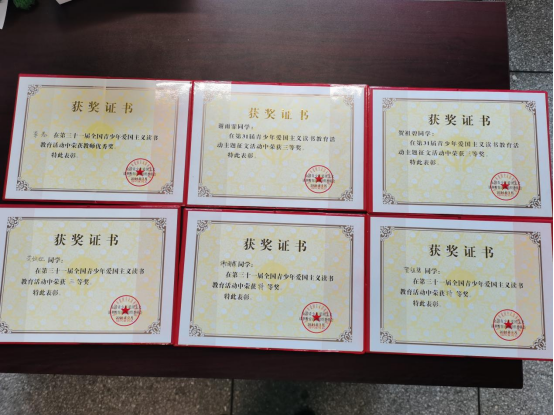 获奖证书
在第三十一届全国青少年爱国主义读书
教育活动中荣获教师优秀奖
特此表彰
获奖证书
同学：
在第31届青少年爱国主义读书教育活
动主题征文活动中荣获三等奖。
特此表彰。
获奖证书
贺祖碧同学：
在第31届青少年爱国主义读书教育活
动主题征文活动中荣获三等奖。
特此表彰。
获奖证书
同学：
在第三十一届全国青少年爱国主义读书
教育活动中荣获 等奖。
特此表彰。
获奖证书
同学：
在第三十一届全国青少年爱国主义读书
教育活动中荣获 等奖。
特此表彰。
获奖证书
同学：
在第三十一届全国青少年爱国主义读书
教育活动中荣获 等奖。
特此表彰。